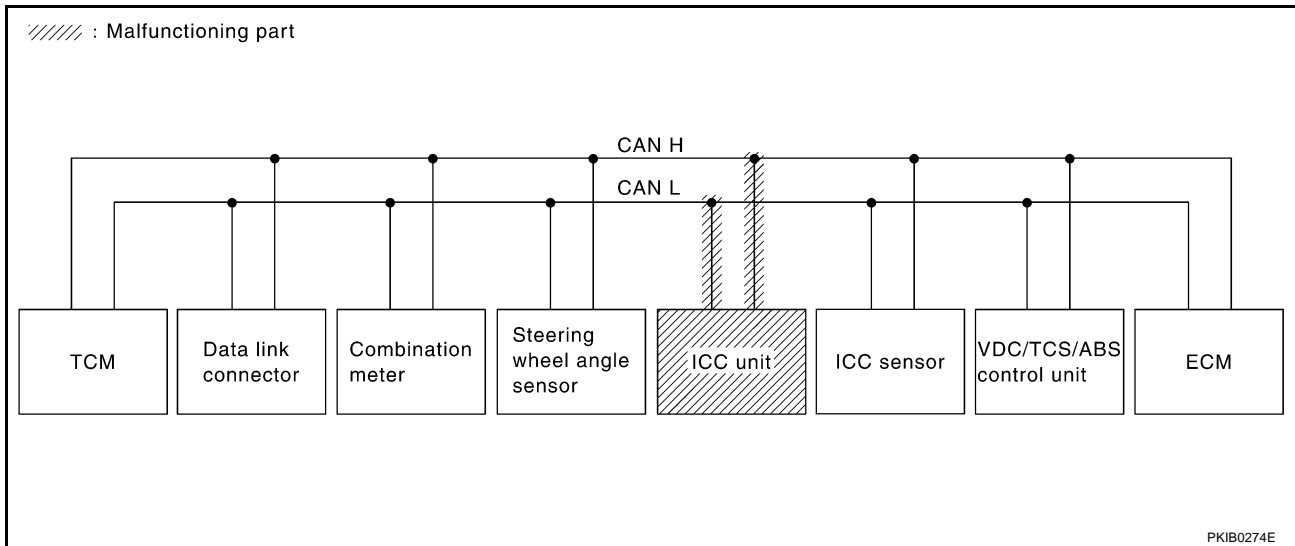 : Malfunctioning part
CAN H
CAN L
TCM
Data link
connector
Combination
meter
Steering
wheel angle
sensor
ICC unit
ICC sensor
VDC/TCS/ABS
control unit
ECM
PKIB0274E